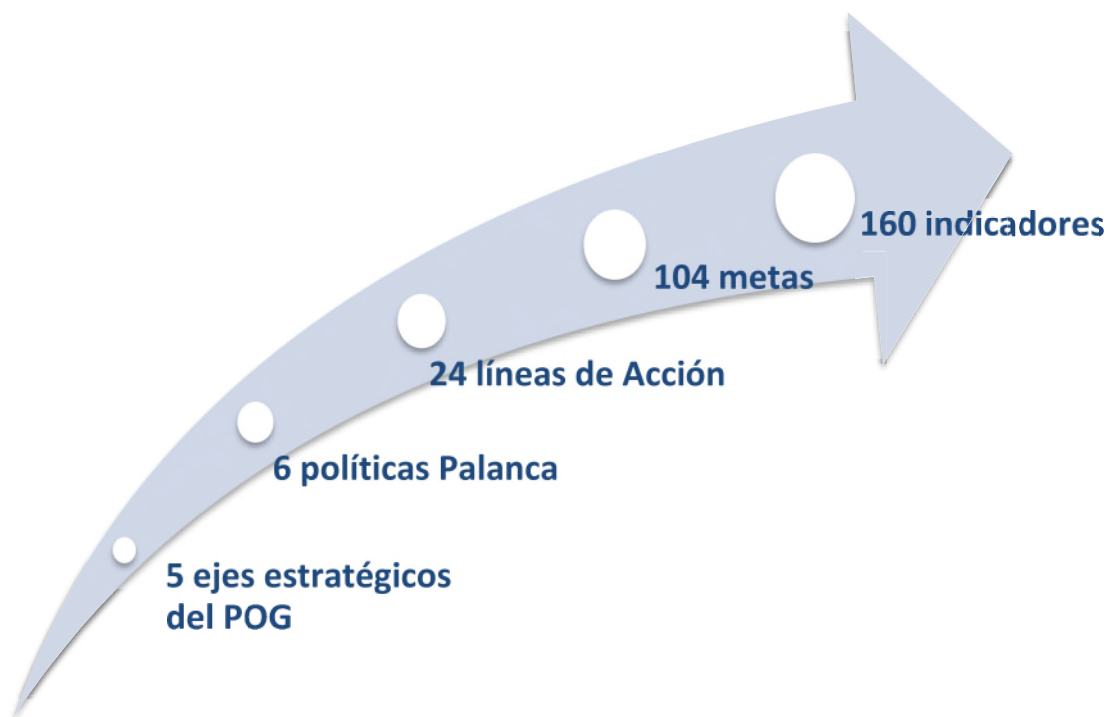 160 indicadores
104 metas
24 líneas de Acción
6 políticas Palanca
5 ejes estratégicos
del POG